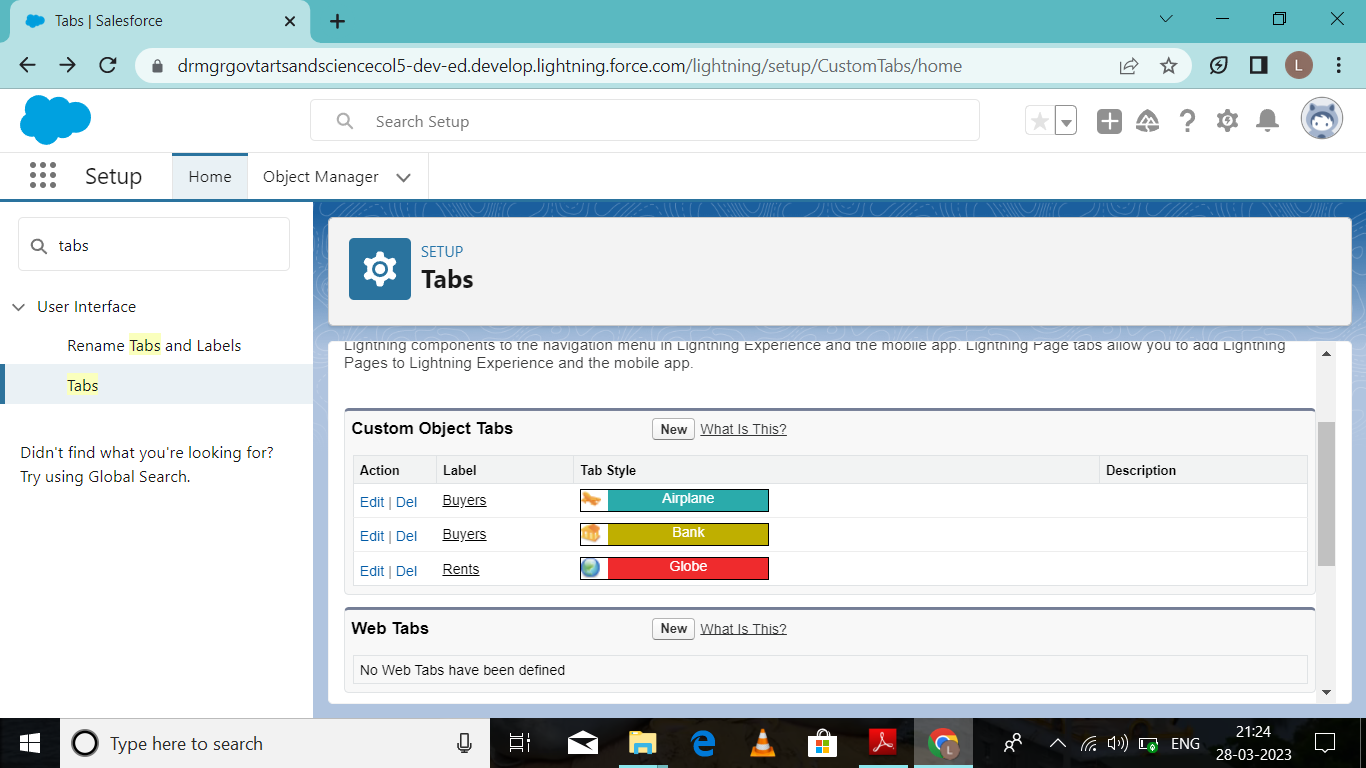 Tabs | Salesforce
drmgrgovtartsandsciencecol5-dev-ed.develop.lightning.force.com/lightning/setup/CustomTabs/home
L
Search Setup
Setup
Home
Object Manager
tabs
User Interface
Rename Tabs and Labels
Tabs
Didn't find what you're looking for?
Try using Global Search.
SETUP
Tabs
Lightning components to the navigation menu in Lightning Experience and the mobile app. Lightning Page tabs allow you to add Lightning
Pages to Lightning Experience and the mobile app.
Custom Object Tabs New What Is This?
Action Label Tab Style Description
Edit | Del Buyers Airplane
Edit | Del Buyers Bank
Edit | Del Rents Globe
Web Tabs New What Is This?
No Web Tabs have been defined
Type here to search
L
ENG
21:24
28-03-2023